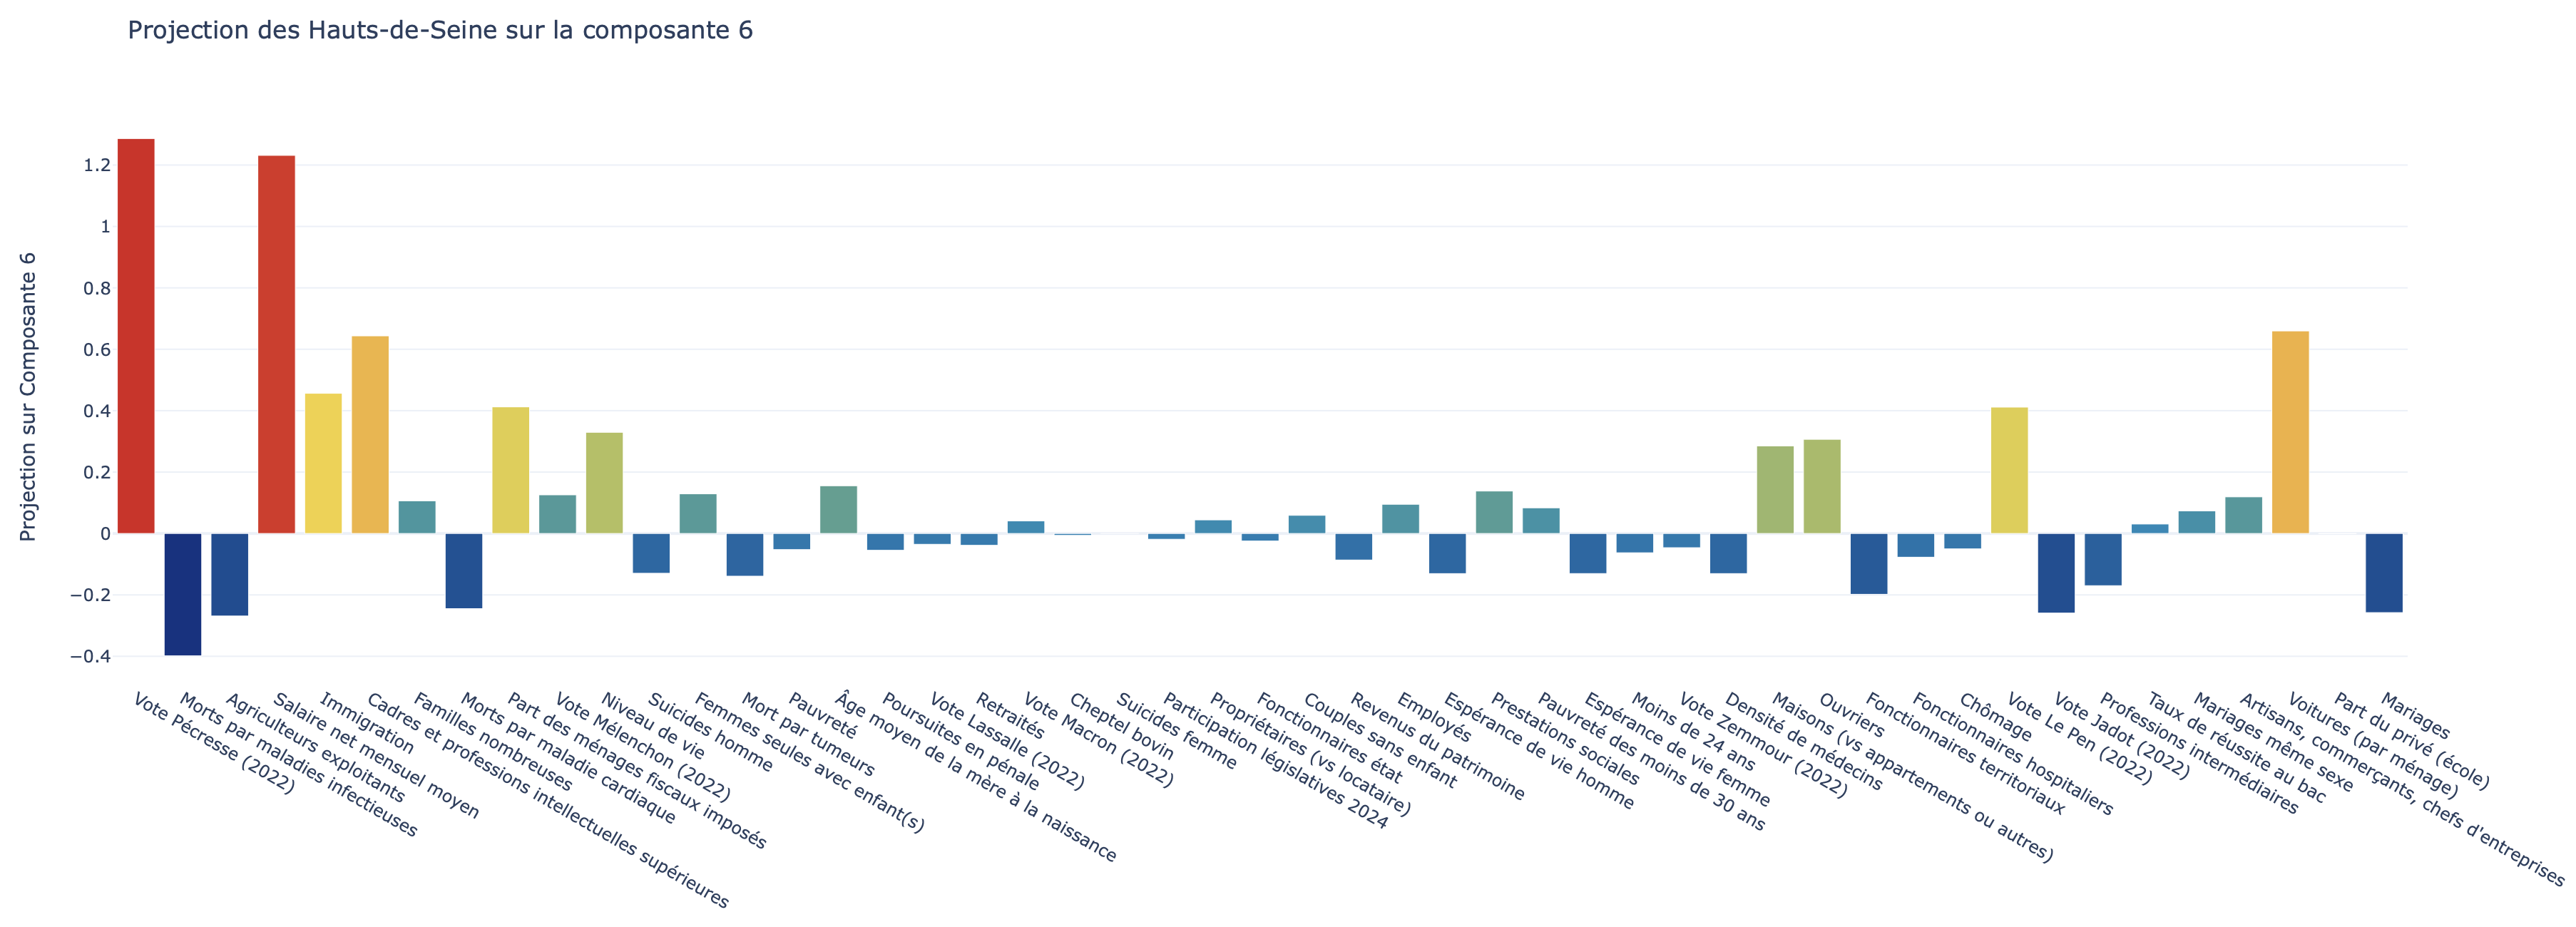 Projection des Hauts-de-Seine sur la composante 6
Projection sur Composante 6
1.2
1
0.8
0.6
0.4
0.2
0
−0.2
−0.4
Vote Pécresse (2022)
Morts par maladies infectieuses
Agriculteurs exploitants
Salaire net mensuel moyen
Immigration
Cadres et professions intellectuelles supérieures
Familles nombreuses
Morts par maladie cardiaque
Part des ménages fiscaux imposés
Vote Mélenchon (2022)
Niveau de vie
Suicides homme
Femmes seules avec enfant(s)
Mort par tumeurs
Pauvreté
Âge moyen de la mère à la naissance
Poursuites en pénale
Vote Lassalle (2022)
Retraités
Vote Macron (2022)
Cheptel bovin
Suicides femme
Participation législatives 2024
Propriétaires (vs locataire)
Fonctionnaires état
Couples sans enfant
Revenus du patrimoine
Employés
Espérance de vie homme
Prestations sociales
Pauvreté des moins de 30 ans
Espérance de vie femme
Moins de 24 ans
Vote Zemmour (2022)
Densité de médecins
Maisons (vs appartements ou autres)
Ouvriers
Fonctionnaires territoriaux
Fonctionnaires hospitaliers
Chômage
Vote Le Pen (2022)
Vote Jadot (2022)
Professions intermédiaires
Taux de réussite au bac
Mariages même sexe
Artisans, commerçants, chefs d'entreprises
Voitures (par ménage)
Part du privé (école)
Mariages